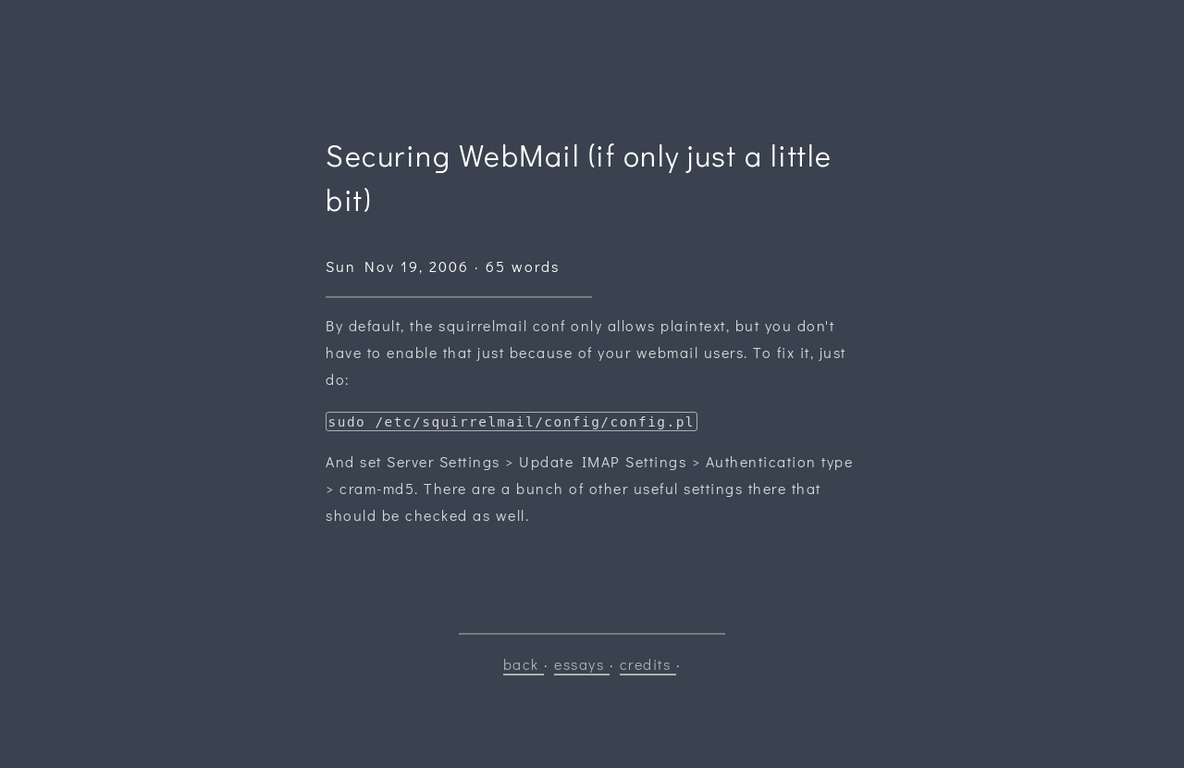 Securing WebMail (if only just a little
bit)
Sun Nov 19, 2006 · 65 words
By default, the squirrelmail conf only allows plaintext, but you don't
have to enable that just because of your webmail users. To fix it, just
do:
sudo /etc/squirrelmail/config/config.pl
And set Server Settings > Update IMAP Settings > Authentication type
> cram-md5. There are a bunch of other useful settings there that
should be checked as well.
back · essays · credits ·